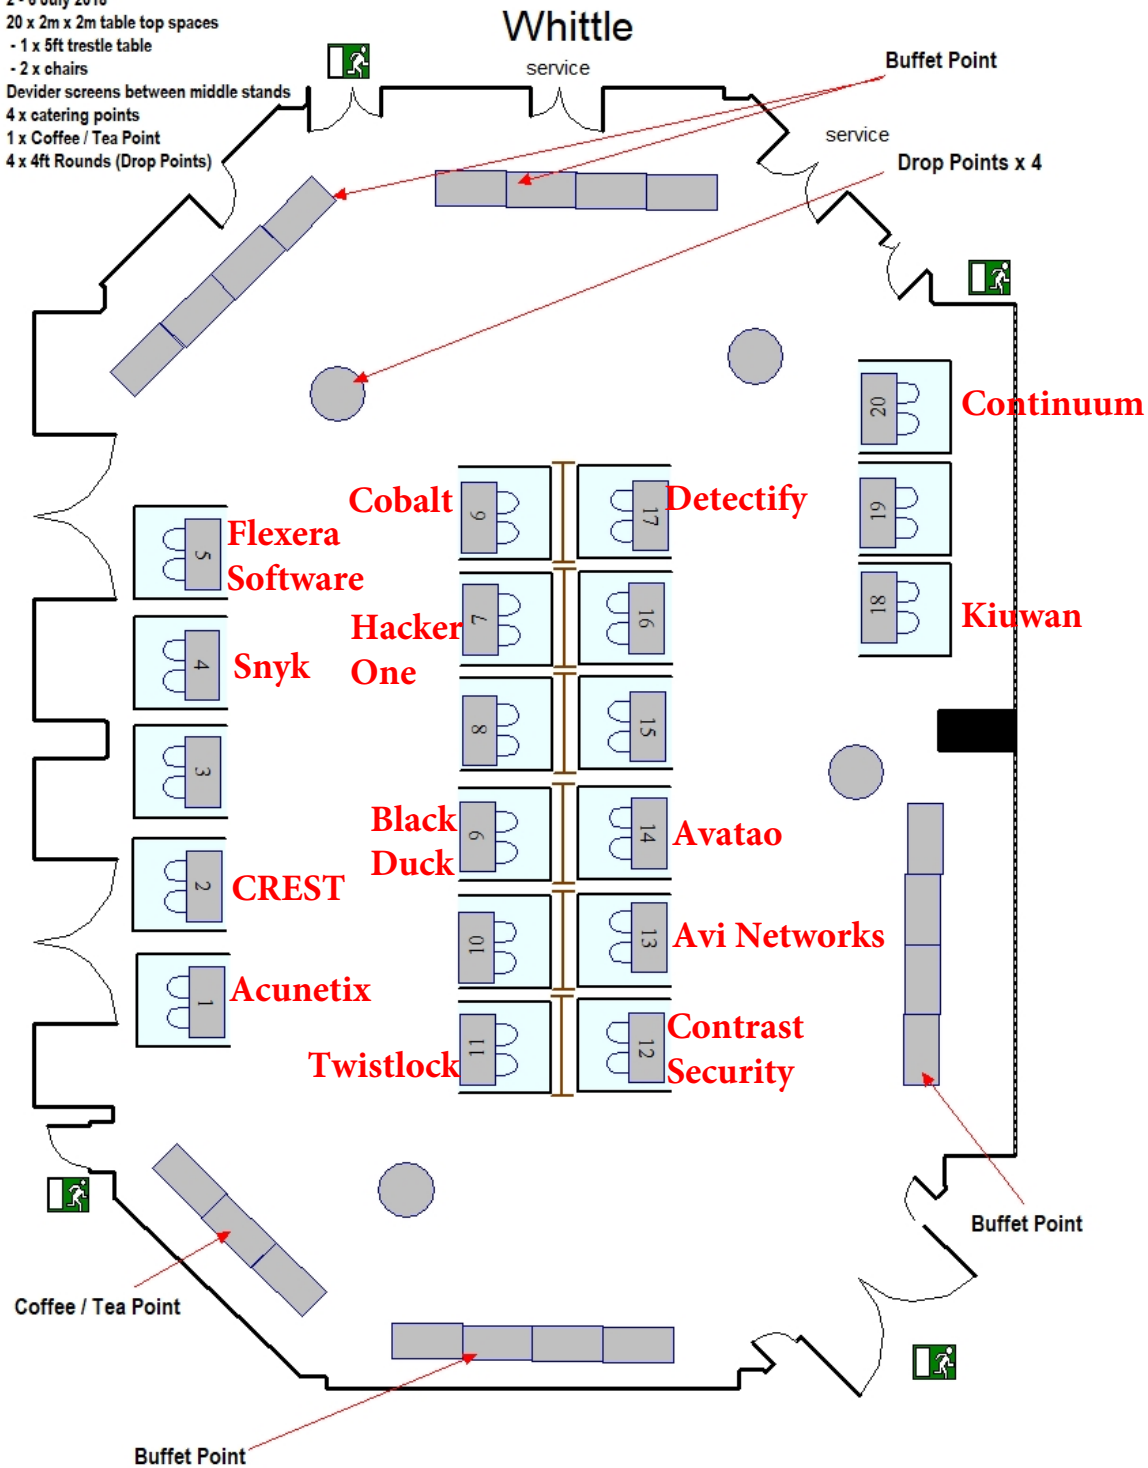 20 x 2m x 2m table top spaces
- 1 x 5ft trestle table
- 2 x chairs
Devider screens between middle stands
4 x catering points
1 x Coffee / Tea Point
4 x 4ft Rounds (Drop Points)
Whittle
service
Buffet Point
service
Drop Points x 4
20
Continuum
19
18
Kiuwan
Cobalt
6
17
Detectify
5
Flexera
Software
7
Hacker
One
16
4
Snyk
8
15
3
Black
Duck
9
14
Avatao
2
CREST
10
13
Avi Networks
1
Acunetix
11
Twistlock
12
Contrast
Security
Buffet Point
Coffee / Tea Point
Buffet Point